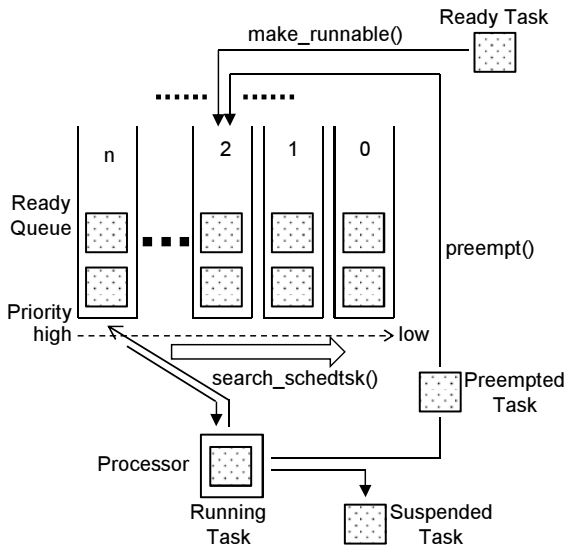 Ready Task
make_runnable()
n
2
1
0
Ready
Queue
preempt()
Priority
high
low
search_schedtsk()
Preempted
Task
Processor
Running
Task
Suspended
Task